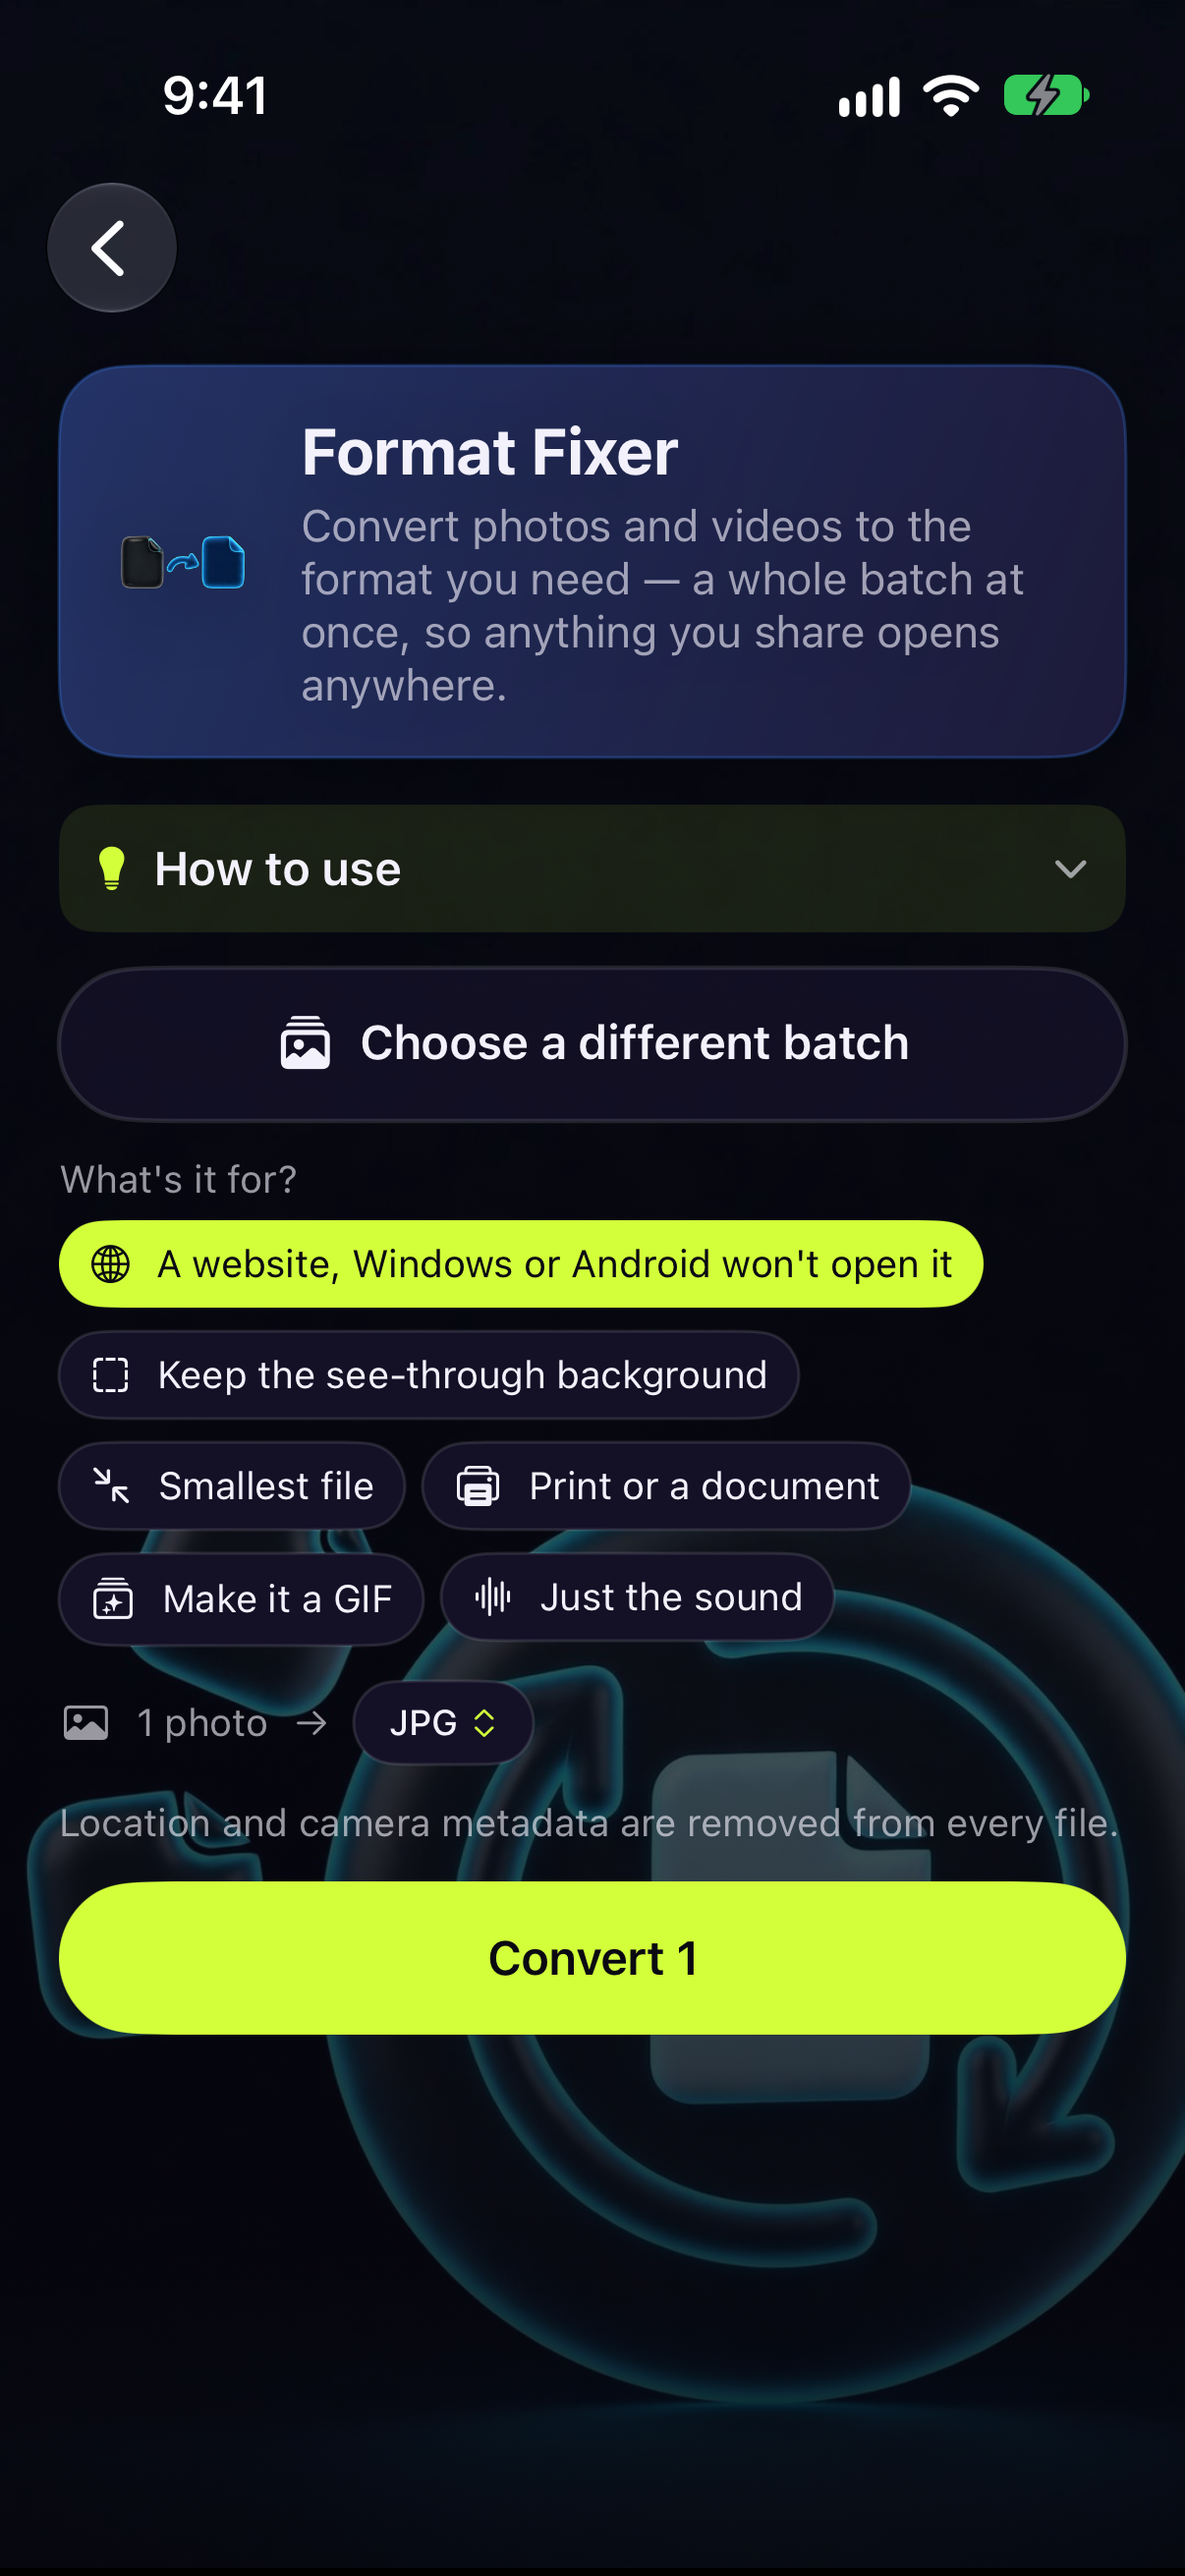 9:41
Format Fixer
Convert photos and videos to the
format you need — a whole batch at
once, so anything you share opens
anywhere.
How to use
Choose a different batch
What's it for?
A website, Windows or Android won't open it
Keep the see-through background
Smallest file
Print or a document
Make it a GIF
Just the sound
1 photo → JPG
Location and camera metadata are removed from every file.
Convert 1